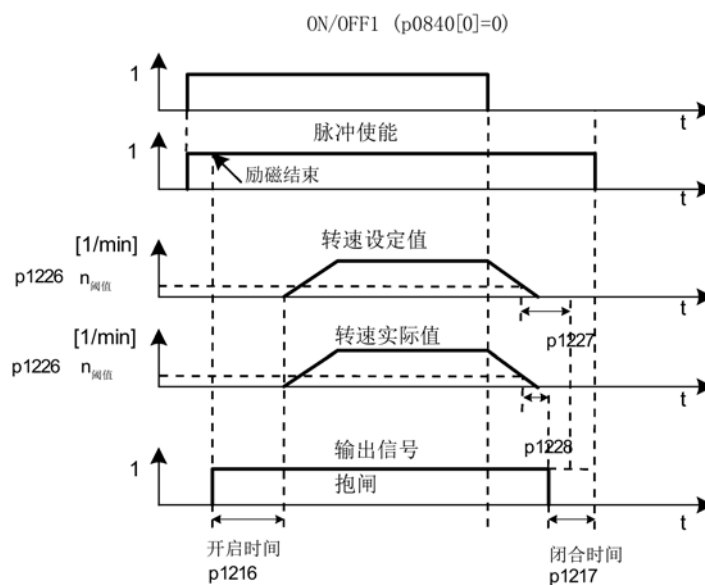 ON/OFF1 (p0840[0]=0)
1
t
脉冲使能
1
励磁结束
t
[1/min]
转速设定值
p1226 n阈值
t
p1227
[1/min]
转速实际值
p1226 n阈值
t
p1228
输出信号
1
抱闸
t
开启时间
p1216
闭合时间
p1217